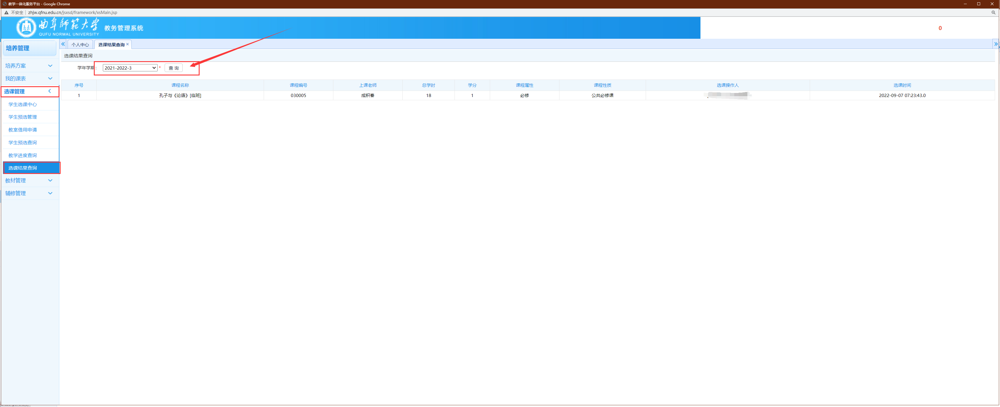 教学一体化服务平台 - Google Chrome
不安全 zhjw.qfnu.edu.cn/jsxsd/framework/xsMain.jsp
曲阜师范大学 教务管理系统
QUFU NORMAL UNIVERSITY
0
培养管理
个人中心 选课结果查询
选课结果查询
学年学期: 2021-2022-3 * 查 询
培养方案
我的课表
选课管理
学生选课中心
学生预选管理
教室借用申请
学生预选查询
教学进度查询
选课结果查询
教材管理
辅修管理
序号 课程名称 课程编号 上课老师 总学时 学分 课程属性 课程性质 选课操作人 选课时间
1 孔子与《论语》[临班] 030005 成积春 18 1 必修 公共必修课 2022-09-07 07:23:43.0